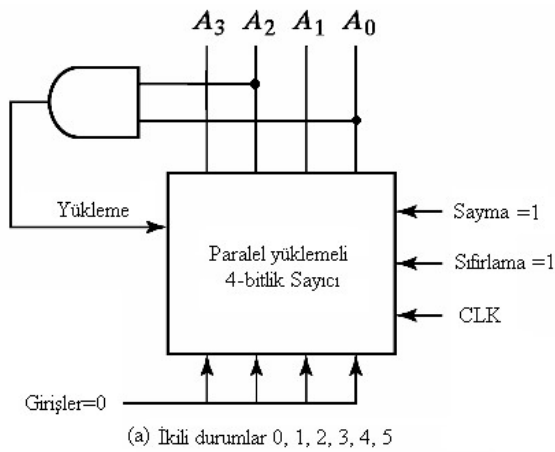 A3 A2 A1 A0
Yükleme
Sayma =1
Paralel yüklemeli
4-bitlik Sayıcı
Sıfırlama =1
CLK
Girişler=0
(a) İkili durumlar 0, 1, 2, 3, 4, 5